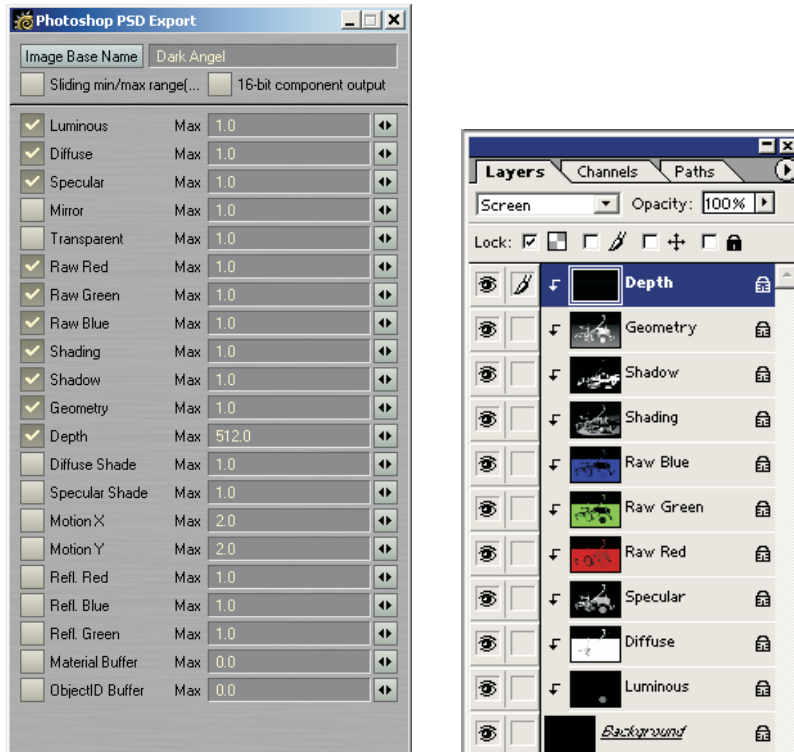 Photoshop PSD Export
Image Base Name Dark Angel
Sliding min/max range(... 16-bit component output
Luminous Max 1.0
Diffuse Max 1.0
Specular Max 1.0
Mirror Max 1.0
Transparent Max 1.0
Raw Red Max 1.0
Raw Green Max 1.0
Raw Blue Max 1.0
Shading Max 1.0
Shadow Max 1.0
Geometry Max 1.0
Depth Max 512.0
Diffuse Shade Max 1.0
Specular Shade Max 1.0
Motion X Max 2.0
Motion Y Max 2.0
Refl. Red Max 1.0
Refl. Blue Max 1.0
Refl. Green Max 1.0
Material Buffer Max 0.0
ObjectID Buffer Max 0.0
Layers Channels Paths
Screen Opacity: 100%
Lock:
Depth
Geometry
Shadow
Shading
Raw Blue
Raw Green
Raw Red
Specular
Diffuse
Luminous
Background